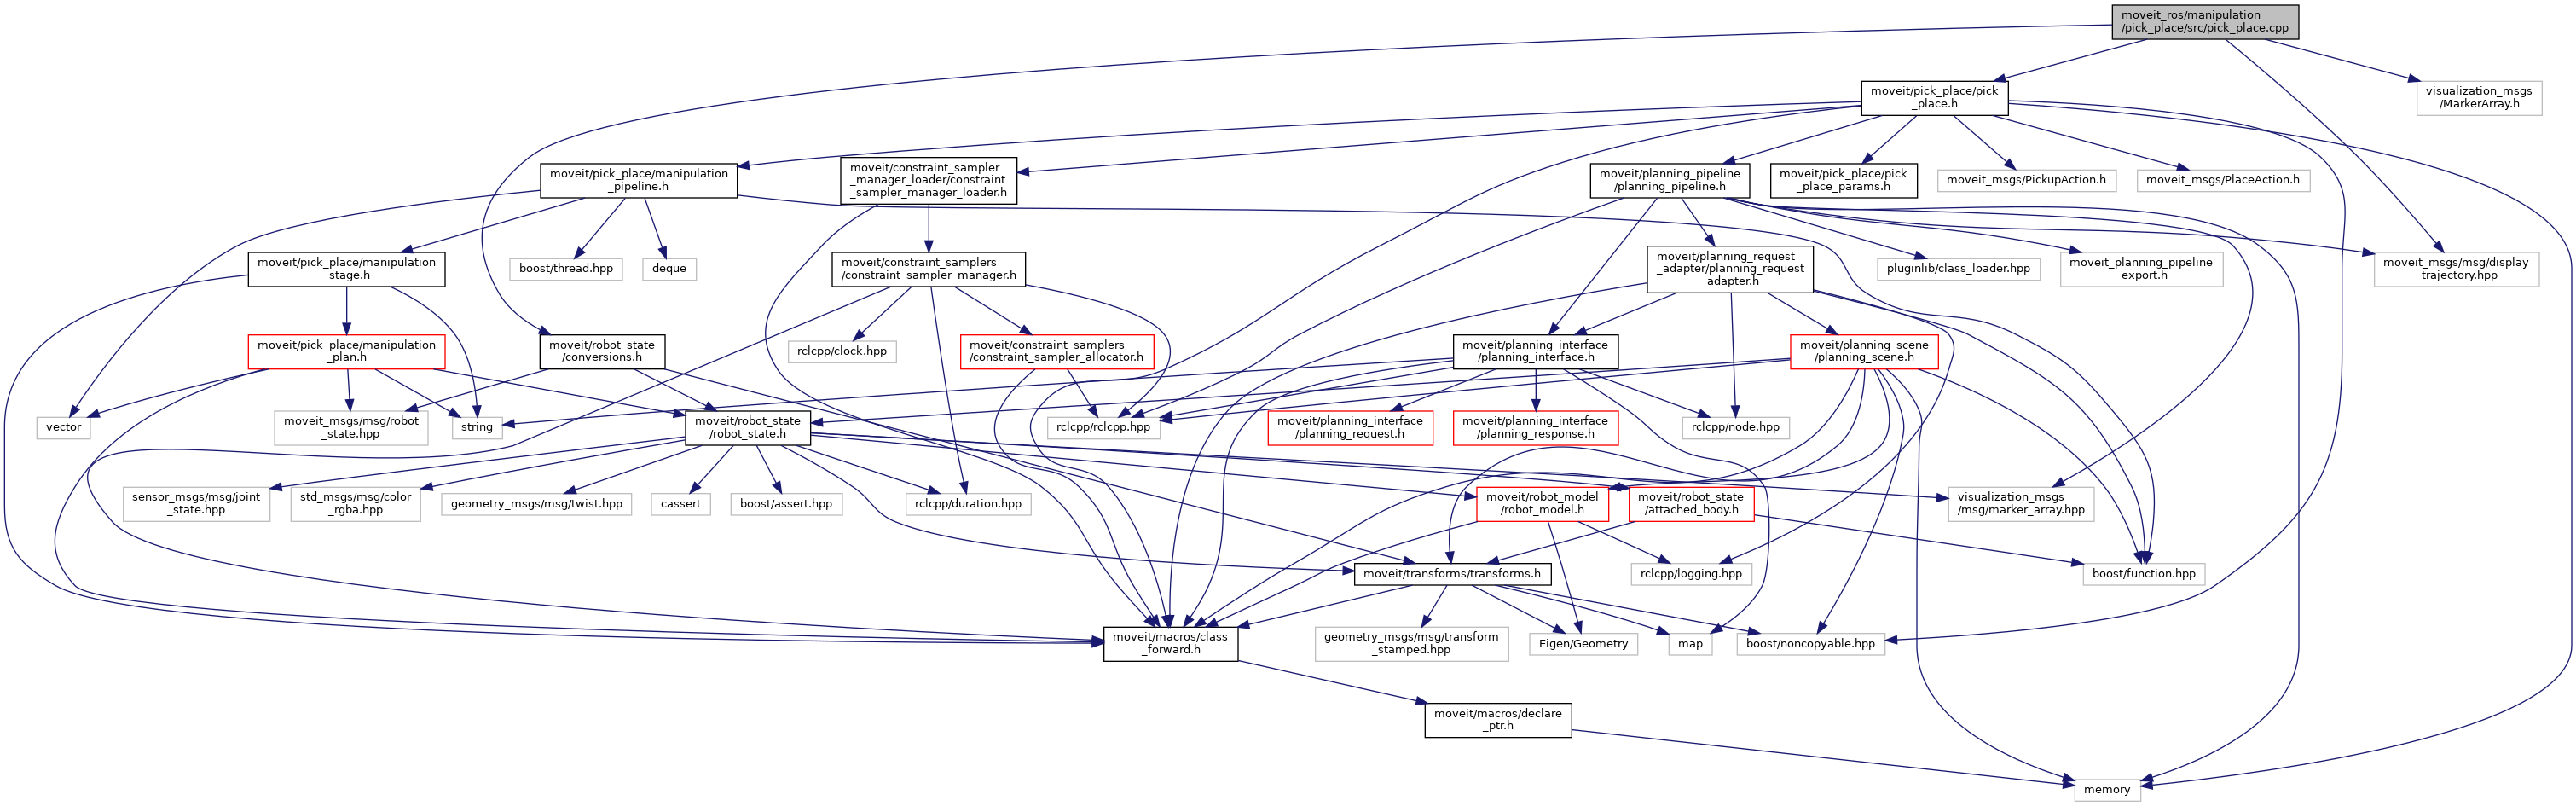 moveit_ros/manipulation
/pick_place/src/pick_place.cpp
moveit/pick_place/pick
_place.h
visualization_msgs
/MarkerArray.h
moveit/pick_place/manipulation
_pipeline.h
moveit/constraint_sampler
_manager_loader/constraint
_sampler_manager_loader.h
moveit/planning_pipeline
/planning_pipeline.h
moveit/pick_place/pick
_place_params.h
moveit_msgs/PickupAction.h
moveit_msgs/PlaceAction.h
moveit/pick_place/manipulation
_stage.h
boost/thread.hpp
deque
moveit/constraint_samplers
/constraint_sampler_manager.h
moveit/planning_request
_adapter/planning_request
_adapter.h
pluginlib/class_loader.hpp
moveit_planning_pipeline
_export.h
moveit_msgs/msg/display
_trajectory.hpp
moveit/pick_place/manipulation
_plan.h
moveit/robot_state
/conversions.h
rclcpp/clock.hpp
moveit/constraint_samplers
/constraint_sampler_allocator.h
moveit/planning_interface
/planning_interface.h
moveit/planning_scene
/planning_scene.h
vector
moveit_msgs/msg/robot
_state.hpp
string
moveit/robot_state
/robot_state.h
rclcpp/rclcpp.hpp
moveit/planning_interface
/planning_request.h
moveit/planning_interface
/planning_response.h
rclcpp/node.hpp
sensor_msgs/msg/joint
_state.hpp
std_msgs/msg/color
_rgba.hpp
geometry_msgs/msg/twist.hpp
cassert
boost/assert.hpp
rclcpp/duration.hpp
moveit/robot_model
/robot_model.h
moveit/robot_state
/attached_body.h
visualization_msgs
/msg/marker_array.hpp
moveit/transforms/transforms.h
rclcpp/logging.hpp
boost/function.hpp
moveit/macros/class
_forward.h
geometry_msgs/msg/transform
_stamped.hpp
Eigen/Geometry
map
boost/noncopyable.hpp
moveit/macros/declare
_ptr.h
memory